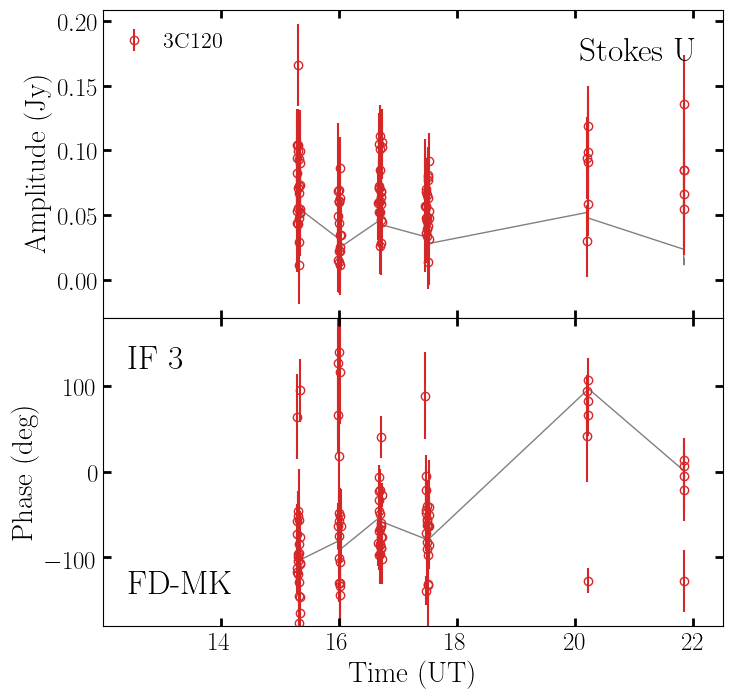 0.20
3C120
Stokes U
0.15
0.10
0.05
0.00
Amplitude (Jy)
IF 3
100
0
−100
FD-MK
Phase (deg)
14 16 18 20 22
Time (UT)